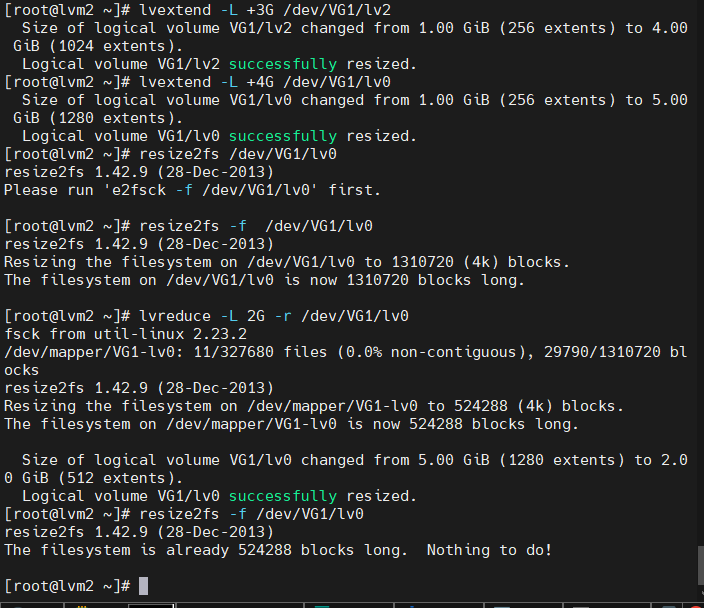 [root@lvm2 ~]# lvextend -L +3G /dev/VG1/lv2
  Size of logical volume VG1/lv2 changed from 1.00 GiB (256 extents) to 4.00
 GiB (1024 extents).
  Logical volume VG1/lv2 successfully resized.
[root@lvm2 ~]# lvextend -L +4G /dev/VG1/lv0
  Size of logical volume VG1/lv0 changed from 1.00 GiB (256 extents) to 5.00
 GiB (1280 extents).
  Logical volume VG1/lv0 successfully resized.
[root@lvm2 ~]# resize2fs /dev/VG1/lv0
resize2fs 1.42.9 (28-Dec-2013)
Please run 'e2fsck -f /dev/VG1/lv0' first.

[root@lvm2 ~]# resize2fs -f  /dev/VG1/lv0
resize2fs 1.42.9 (28-Dec-2013)
Resizing the filesystem on /dev/VG1/lv0 to 1310720 (4k) blocks.
The filesystem on /dev/VG1/lv0 is now 1310720 blocks long.

[root@lvm2 ~]# lvreduce -L 2G -r /dev/VG1/lv0
fsck from util-linux 2.23.2
/dev/mapper/VG1-lv0: 11/327680 files (0.0% non-contiguous), 29790/1310720 bl
ocks
resize2fs 1.42.9 (28-Dec-2013)
Resizing the filesystem on /dev/mapper/VG1-lv0 to 524288 (4k) blocks.
The filesystem on /dev/mapper/VG1-lv0 is now 524288 blocks long.

  Size of logical volume VG1/lv0 changed from 5.00 GiB (1280 extents) to 2.0
0 GiB (512 extents).
  Logical volume VG1/lv0 successfully resized.
[root@lvm2 ~]# resize2fs -f /dev/VG1/lv0
resize2fs 1.42.9 (28-Dec-2013)
The filesystem is already 524288 blocks long.  Nothing to do!

[root@lvm2 ~]#